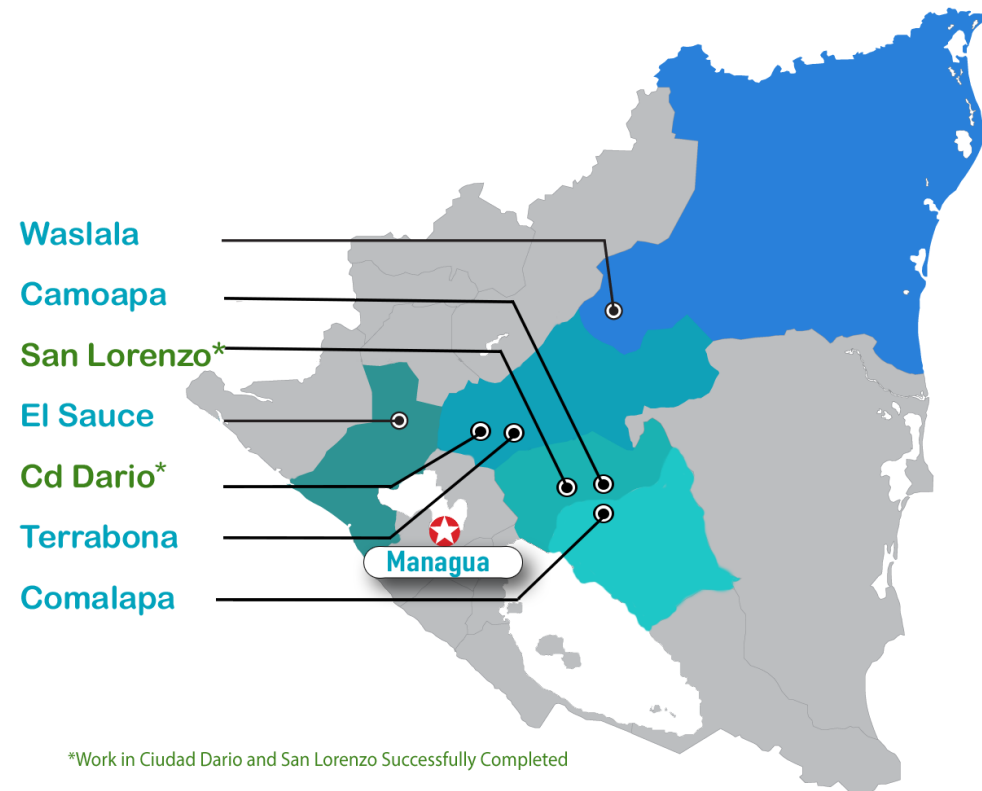 Waslala
Camoapa
San Lorenzo*
El Sauce
Cd Dario*
Terrabona
Managua
Comalapa
*Work in Ciudad Dario and San Lorenzo Successfully Completed